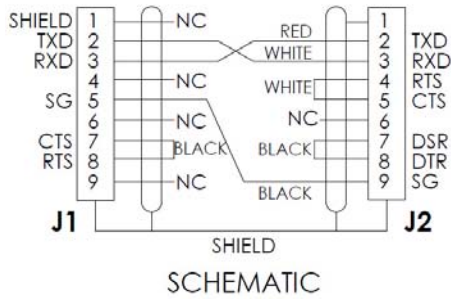 SHIELD 1 NC 1
TXD 2 RED 2 TXD
RXD 3 WHITE 3 RXD
4 NC WHITE 4 RTS
SG 5 5 CTS
6 NC NC 6
CTS 7 BLACK BLACK 7 DSR
RTS 8 8 DTR
9 NC BLACK 9 SG
J1 J2
SHIELD
SCHEMATIC